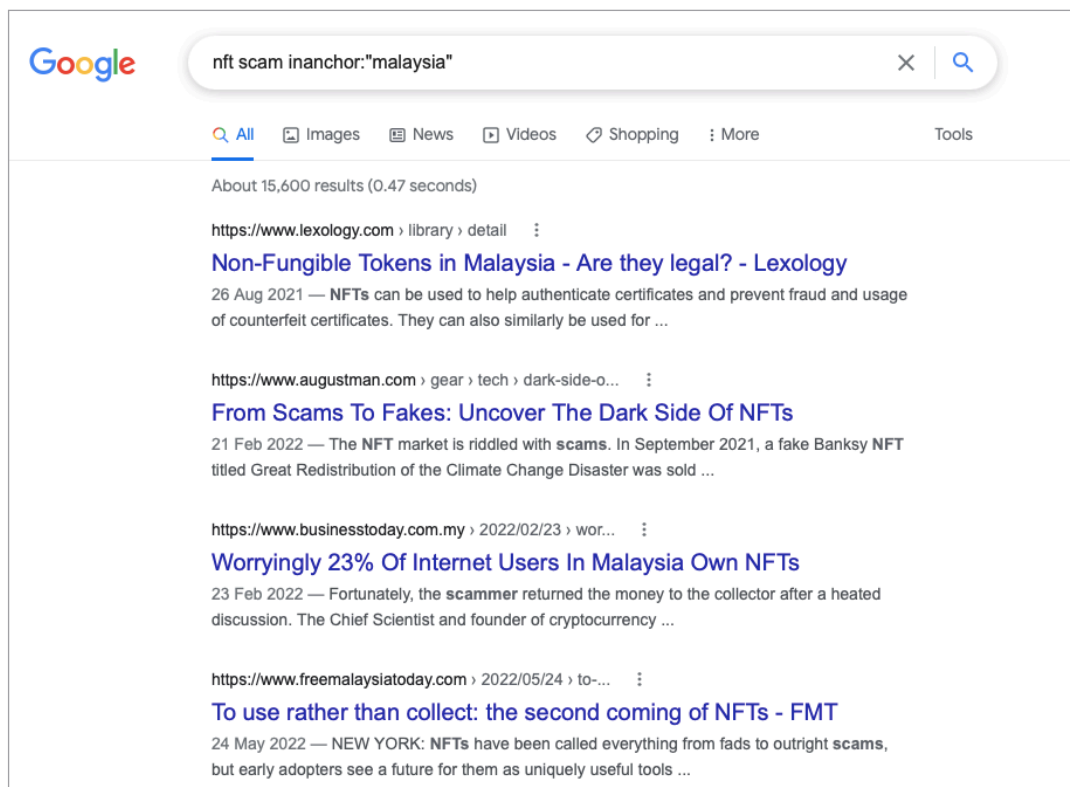 Google
nft scam inanchor:"malaysia"
All Images News Videos Shopping More Tools
About 15,600 results (0.47 seconds)
https://www.lexology.com › library › detail
Non-Fungible Tokens in Malaysia - Are they legal? - Lexology
26 Aug 2021 — NFTs can be used to help authenticate certificates and prevent fraud and usage
of counterfeit certificates. They can also similarly be used for ...
https://www.augustman.com › gear › tech › dark-side-o...
From Scams To Fakes: Uncover The Dark Side Of NFTs
21 Feb 2022 — The NFT market is riddled with scams. In September 2021, a fake Banksy NFT
titled Great Redistribution of the Climate Change Disaster was sold ...
https://www.businesstoday.com.my › 2022/02/23 › wor...
Worryingly 23% Of Internet Users In Malaysia Own NFTs
23 Feb 2022 — Fortunately, the scammer returned the money to the collector after a heated
discussion. The Chief Scientist and founder of cryptocurrency ...
https://www.freemalaysiatoday.com › 2022/05/24 › to-...
To use rather than collect: the second coming of NFTs - FMT
24 May 2022 — NEW YORK: NFTs have been called everything from fads to outright scams,
but early adopters see a future for them as uniquely useful tools ...